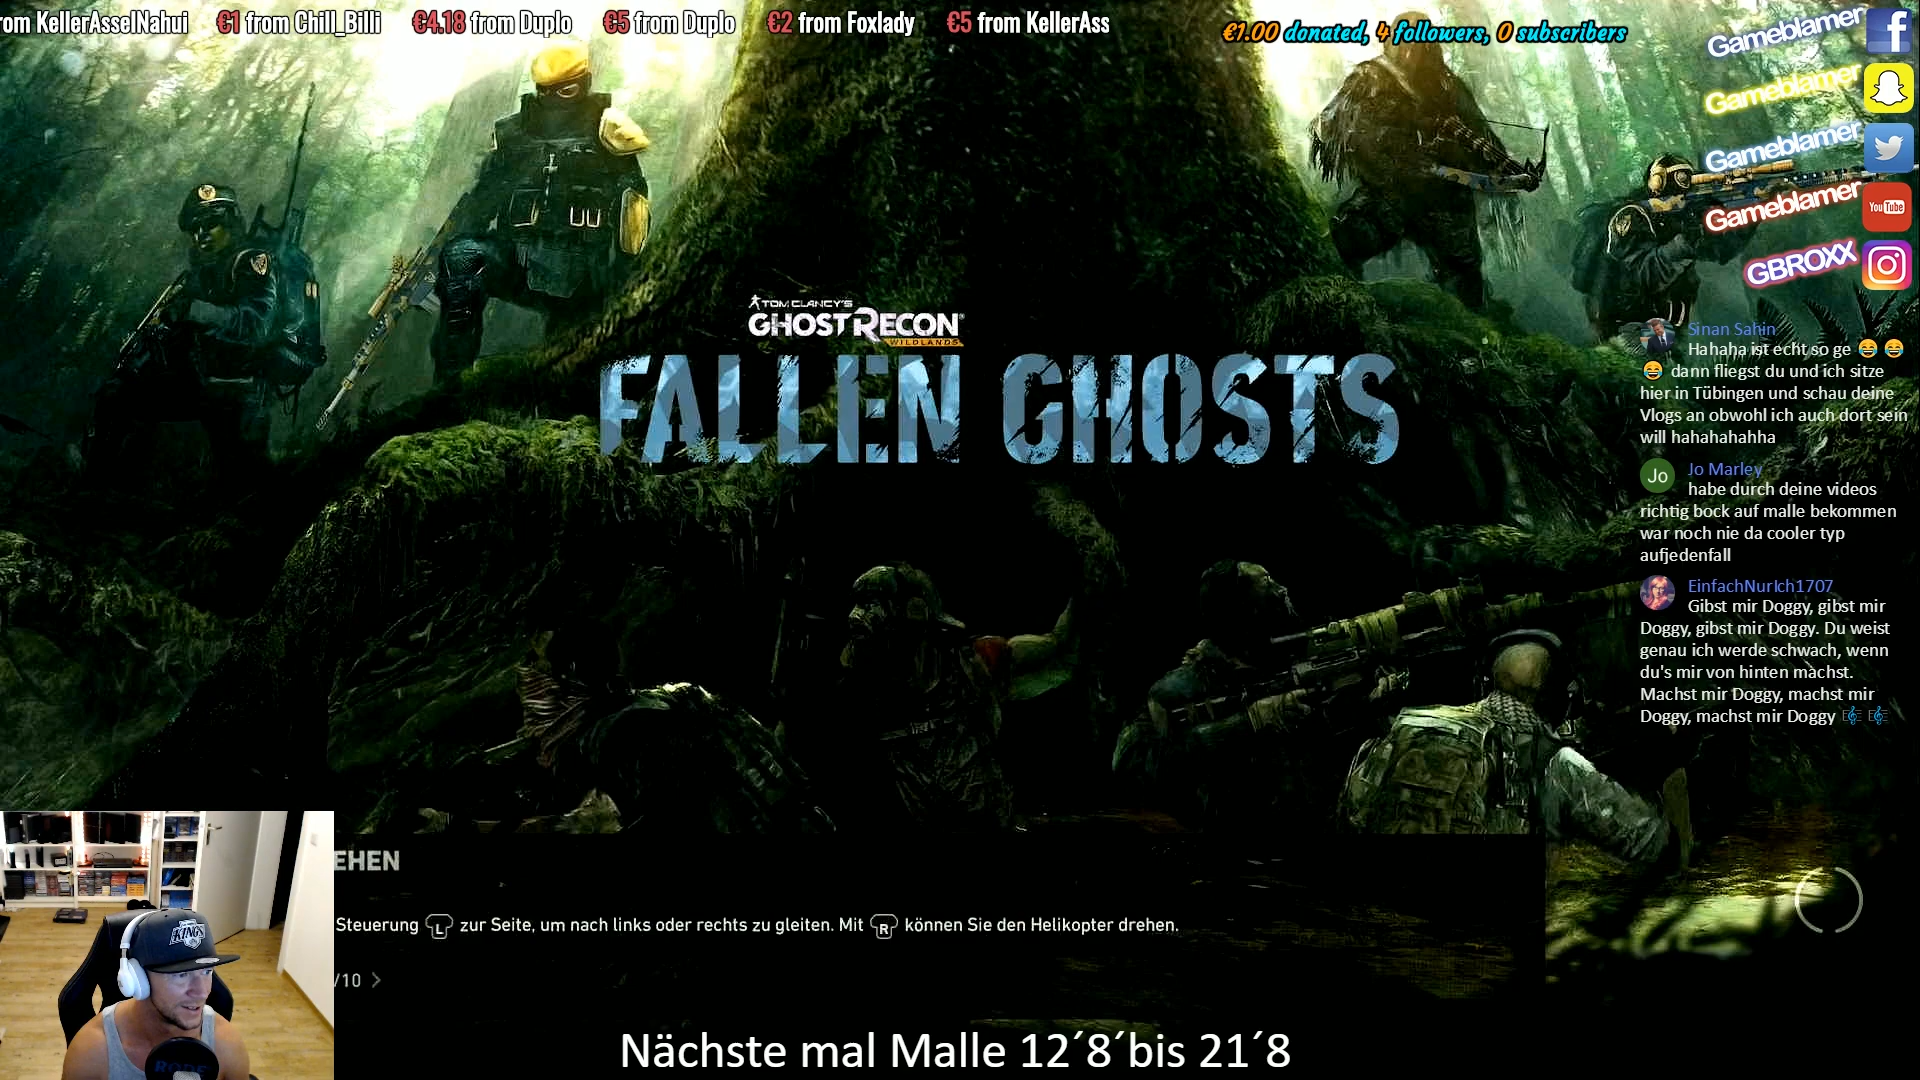 rom KellerAsselNahui €1 from Chill_Billi €4.18 from Duplo €5 from Duplo €2 from Foxlady €5 from KellerAss
€1.00 donated, 4 followers, 0 subscribers
Gameblamer
Gameblamer
Gameblamer
Gameblamer
YouTube
GBROXX
TOM CLANCY'S
GHOST RECON
WILDLANDS
FALLEN GHOSTS
Sinan Sahin
Hahaha ist echt so ge 😂 😂
😂 dann fliegst du und ich sitze
hier in Tübingen und schau deine
Vlogs an obwohl ich auch dort sein
will hahahahahha
Jo
Jo Marley
habe durch deine videos
richtig bock auf malle bekommen
war noch nie da cooler typ
aufjedenfall
EinfachNurIch1707
Gibst mir Doggy, gibst mir
Doggy, gibst mir Doggy. Du weist
genau ich werde schwach, wenn
du's mir von hinten machst.
Machst mir Doggy, machst mir
Doggy, machst mir Doggy 🎼 🎼
EHEN
Steuerung L zur Seite, um nach links oder rechts zu gleiten. Mit R können Sie den Helikopter drehen.
/10 >
KINGS
RODE
Nächste mal Malle 12´8´bis 21´8